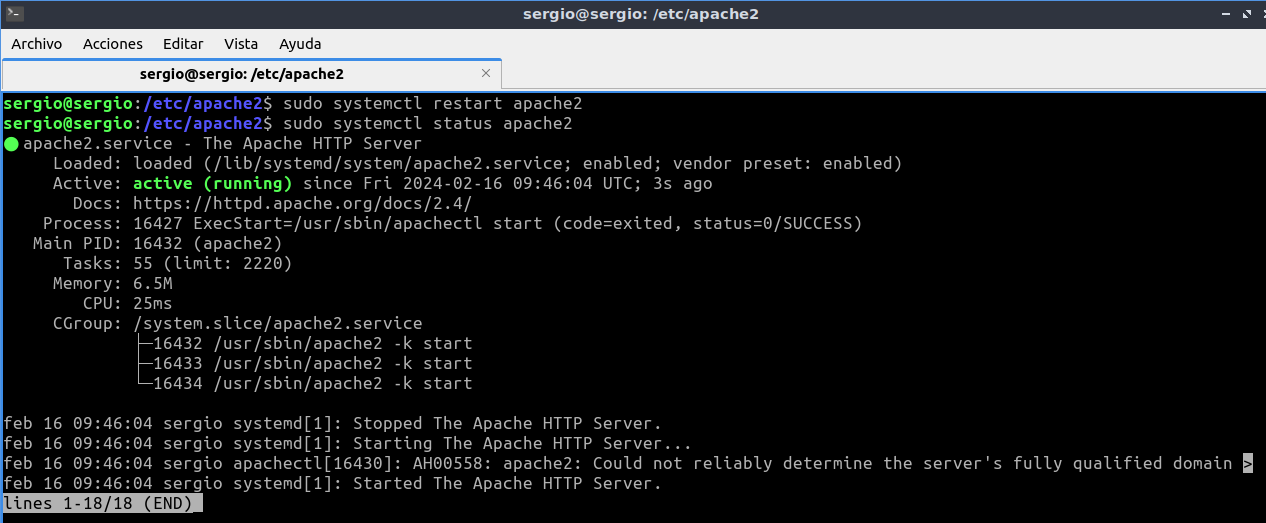 sergio@sergio: /etc/apache2
Archivo Acciones Editar Vista Ayuda
sergio@sergio: /etc/apache2
sergio@sergio:/etc/apache2$ sudo systemctl restart apache2
sergio@sergio:/etc/apache2$ sudo systemctl status apache2
● apache2.service - The Apache HTTP Server
     Loaded: loaded (/lib/systemd/system/apache2.service; enabled; vendor preset: enabled)
     Active: active (running) since Fri 2024-02-16 09:46:04 UTC; 3s ago
       Docs: https://httpd.apache.org/docs/2.4/
    Process: 16427 ExecStart=/usr/sbin/apachectl start (code=exited, status=0/SUCCESS)
   Main PID: 16432 (apache2)
      Tasks: 55 (limit: 2220)
     Memory: 6.5M
        CPU: 25ms
     CGroup: /system.slice/apache2.service
             ├─16432 /usr/sbin/apache2 -k start
             ├─16433 /usr/sbin/apache2 -k start
             └─16434 /usr/sbin/apache2 -k start
feb 16 09:46:04 sergio systemd[1]: Stopped The Apache HTTP Server.
feb 16 09:46:04 sergio systemd[1]: Starting The Apache HTTP Server...
feb 16 09:46:04 sergio apachectl[16430]: AH00558: apache2: Could not reliably determine the server's fully qualified domain >
feb 16 09:46:04 sergio systemd[1]: Started The Apache HTTP Server.
lines 1-18/18 (END)